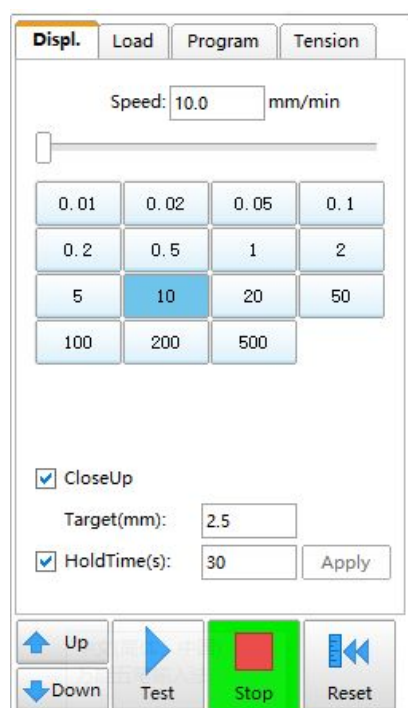 Displ. Load Program Tension
Speed: 10.0 mm/min
0.01 0.02 0.05 0.1
0.2 0.5 1 2
5 10 20 50
100 200 500
CloseUp
Target(mm): 2.5
HoldTime(s): 30 Apply
Up
Down Test Stop Reset